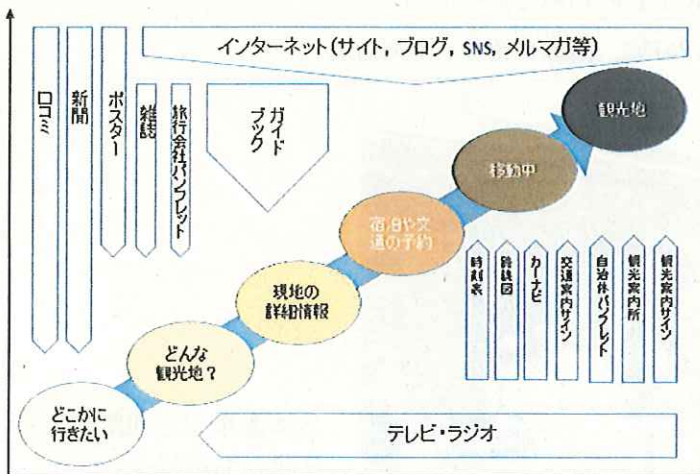 インターネット(サイト, ブログ, SNS, メルマガ等)
口コミ
新聞
ポスター
雑誌
旅行会社パンフレット
ガイド
ブック
観光地
移動中
宿泊や交
通の予約
現地の
詳細情報
どんな
観光地？
どこかに
行きたい
時刻表
路線図
カーナビ
交通案内サイン
自治体パンフレット
観光案内所
観光案内サイン
テレビ・ラジオ